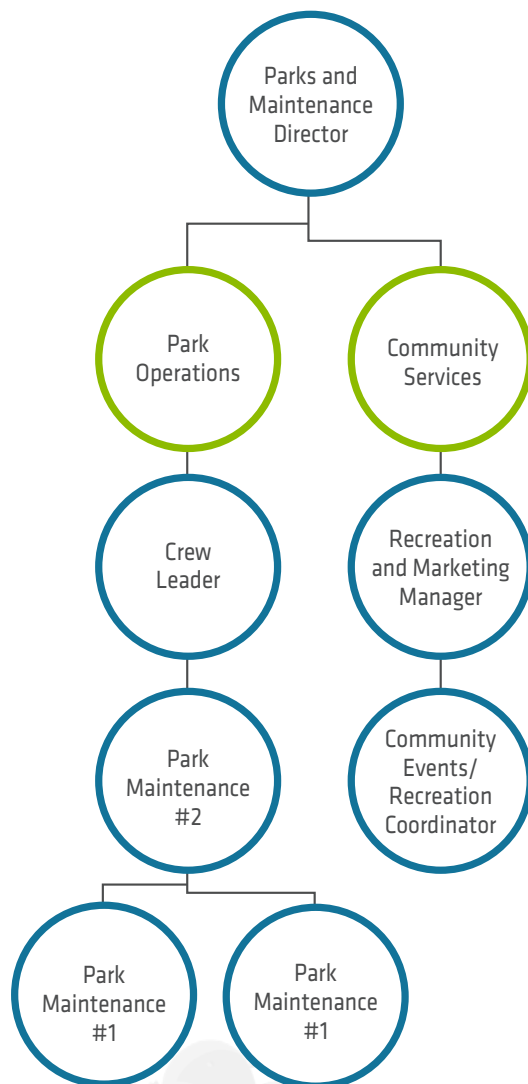 Parks and
Maintenance
Director
Park
Operations
Community
Services
Crew
Leader
Recreation
and Marketing
Manager
Park
Maintenance
#2
Community
Events/
Recreation
Coordinator
Park
Maintenance
#1
Park
Maintenance
#1